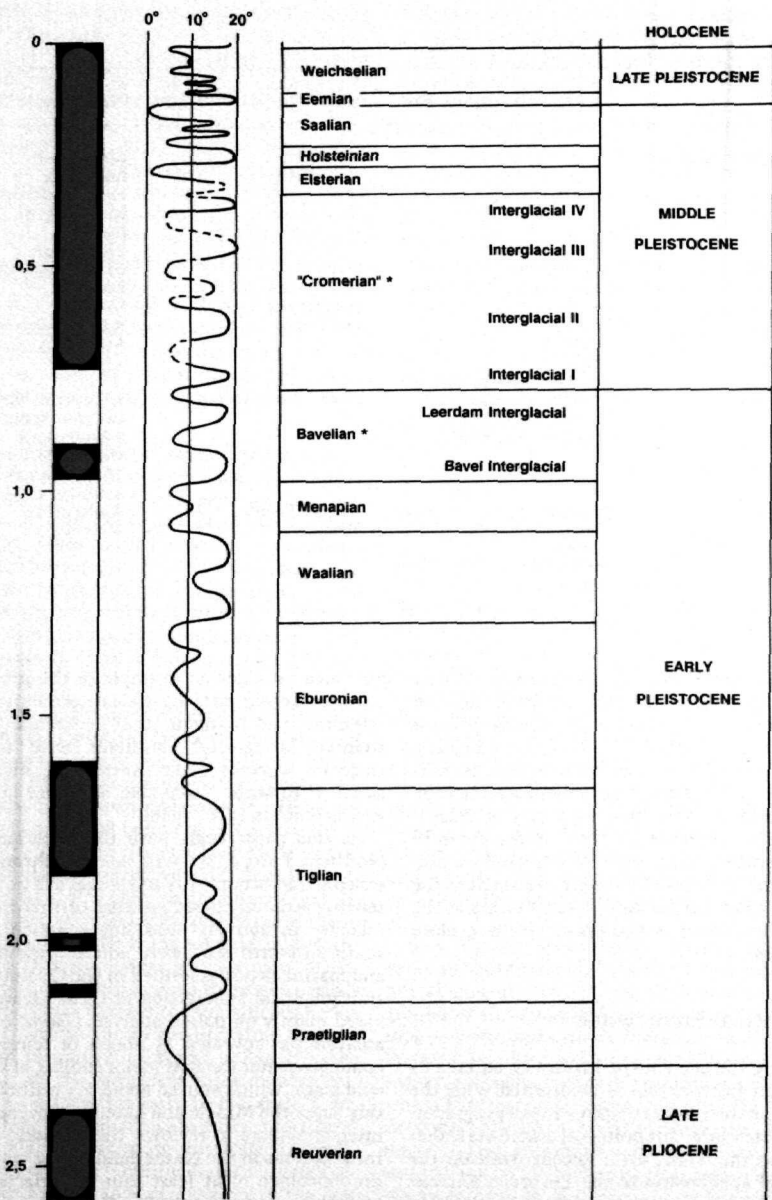 0° 10° 20°
0
HOLOCENE
Weichselian
LATE PLEISTOCENE
Eemian
Saalian
Holsteinian
Elsterian
Interglacial IV
MIDDLE
PLEISTOCENE
Interglacial III
0,5
"Cromerian" *
Interglacial II
Interglacial I
Leerdam Interglacial
Bavelian *
Bavel Interglacial
1,0
Menapian
Waalian
EARLY
PLEISTOCENE
Eburonian
1,5
Tiglian
2,0
Praetiglian
LATE
PLIOCENE
Reuverian
2,5